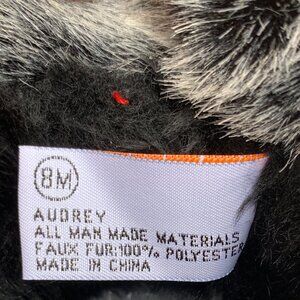 8M
AUDREY
ALL MAN MADE MATERIALS
FAUX FUR:100% POLYESTER
MADE IN CHINA